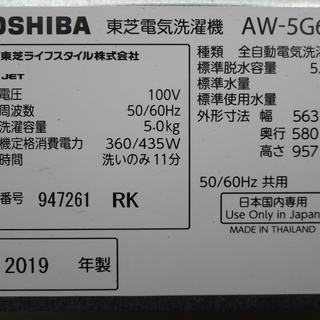 OSHIBA 東芝電気洗濯機 AW-5G6
東芝ライフスタイル株式会社
JET
電圧 100V
周波数 50/60Hz
洗濯容量 5.0kg
機定格消費電力 360/435W
時間 洗いのみ11分
番号 947261 RK
2019 年製
種類 全自動電気洗濯
標準脱水容量 5.
標準水量
標準使用水量
外形寸法 幅 563
奥行 580
高さ 957
50/60Hz 共用
日本国内専用
Use Only in Japan
MADE IN THAILAND